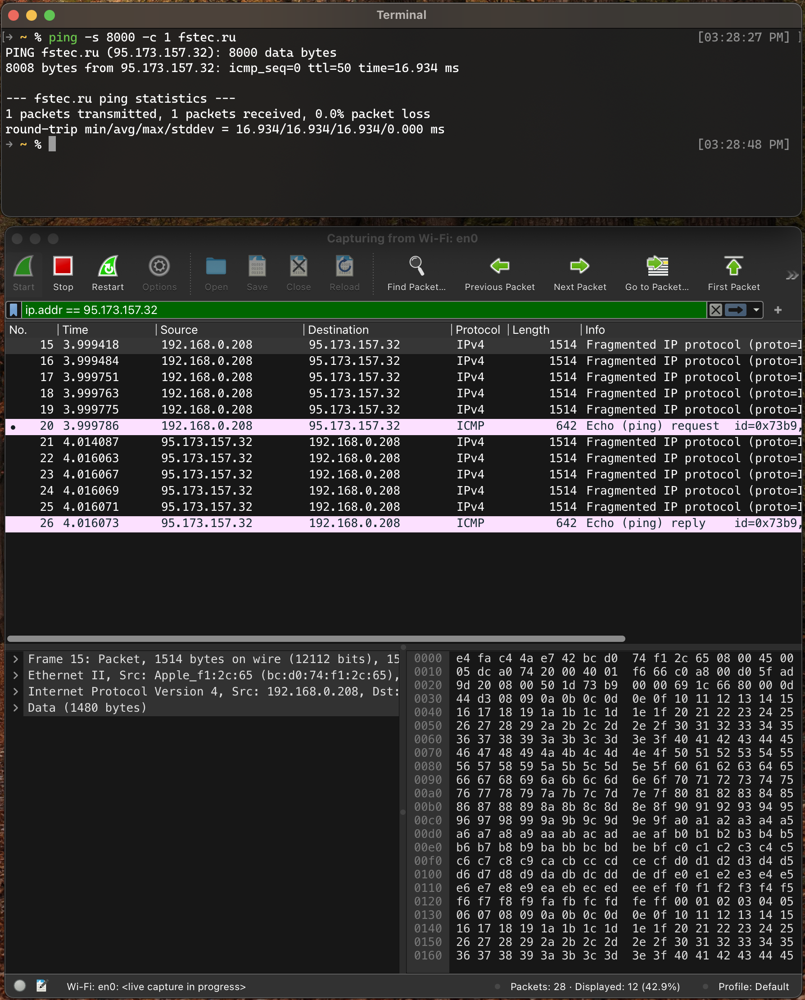 Terminal
→ ~ % ping -s 8000 -c 1 fstec.ru [03:28:27 PM]
PING fstec.ru (95.173.157.32): 8000 data bytes
8008 bytes from 95.173.157.32: icmp_seq=0 ttl=50 time=16.934 ms
--- fstec.ru ping statistics ---
1 packets transmitted, 1 packets received, 0.0% packet loss
round-trip min/avg/max/stddev = 16.934/16.934/16.934/0.000 ms
→ ~ % [03:28:48 PM]
Capturing from Wi-Fi: en0
Start Stop Restart Options Open Save Close Reload Find Packet... Previous Packet Next Packet Go to Packet... First Packet
ip.addr == 95.173.157.32
No. Time Source Destination Protocol Length Info
15 3.999418 192.168.0.208 95.173.157.32 IPv4 1514 Fragmented IP protocol (proto=I
16 3.999484 192.168.0.208 95.173.157.32 IPv4 1514 Fragmented IP protocol (proto=I
17 3.999751 192.168.0.208 95.173.157.32 IPv4 1514 Fragmented IP protocol (proto=I
18 3.999763 192.168.0.208 95.173.157.32 IPv4 1514 Fragmented IP protocol (proto=I
19 3.999775 192.168.0.208 95.173.157.32 IPv4 1514 Fragmented IP protocol (proto=I
20 3.999786 192.168.0.208 95.173.157.32 ICMP 642 Echo (ping) request id=0x73b9,
21 4.014087 95.173.157.32 192.168.0.208 IPv4 1514 Fragmented IP protocol (proto=I
22 4.016063 95.173.157.32 192.168.0.208 IPv4 1514 Fragmented IP protocol (proto=I
23 4.016067 95.173.157.32 192.168.0.208 IPv4 1514 Fragmented IP protocol (proto=I
24 4.016069 95.173.157.32 192.168.0.208 IPv4 1514 Fragmented IP protocol (proto=I
25 4.016071 95.173.157.32 192.168.0.208 IPv4 1514 Fragmented IP protocol (proto=I
26 4.016073 95.173.157.32 192.168.0.208 ICMP 642 Echo (ping) reply id=0x73b9,
Frame 15: Packet, 1514 bytes on wire (12112 bits), 15
Ethernet II, Src: Apple_f1:2c:65 (bc:d0:74:f1:2c:65),
Internet Protocol Version 4, Src: 192.168.0.208, Dst:
Data (1480 bytes)
0000 e4 fa c4 4a e7 42 bc d0 74 f1 2c 65 08 00 45 00
0010 05 dc a0 74 20 00 40 01 f6 66 c0 a8 00 d0 5f ad
0020 9d 20 08 00 50 1d 73 b9 00 00 69 1c 66 80 00 0d
0030 44 d3 08 09 0a 0b 0c 0d 0e 0f 10 11 12 13 14 15
0040 16 17 18 19 1a 1b 1c 1d 1e 1f 20 21 22 23 24 25
0050 26 27 28 29 2a 2b 2c 2d 2e 2f 30 31 32 33 34 35
0060 36 37 38 39 3a 3b 3c 3d 3e 3f 40 41 42 43 44 45
0070 46 47 48 49 4a 4b 4c 4d 4e 4f 50 51 52 53 54 55
0080 56 57 58 59 5a 5b 5c 5d 5e 5f 60 61 62 63 64 65
0090 66 67 68 69 6a 6b 6c 6d 6e 6f 70 71 72 73 74 75
00a0 76 77 78 79 7a 7b 7c 7d 7e 7f 80 81 82 83 84 85
00b0 86 87 88 89 8a 8b 8c 8d 8e 8f 90 91 92 93 94 95
00c0 96 97 98 99 9a 9b 9c 9d 9e 9f a0 a1 a2 a3 a4 a5
00d0 a6 a7 a8 a9 aa ab ac ad ae af b0 b1 b2 b3 b4 b5
00e0 b6 b7 b8 b9 ba bb bc bd be bf c0 c1 c2 c3 c4 c5
00f0 c6 c7 c8 c9 ca cb cc cd ce cf d0 d1 d2 d3 d4 d5
0100 d6 d7 d8 d9 da db dc dd de df e0 e1 e2 e3 e4 e5
0110 e6 e7 e8 e9 ea eb ec ed ee ef f0 f1 f2 f3 f4 f5
0120 f6 f7 f8 f9 fa fb fc fd fe ff 00 01 02 03 04 05
0130 06 07 08 09 0a 0b 0c 0d 0e 0f 10 11 12 13 14 15
0140 16 17 18 19 1a 1b 1c 1d 1e 1f 20 21 22 23 24 25
0150 26 27 28 29 2a 2b 2c 2d 2e 2f 30 31 32 33 34 35
0160 36 37 38 39 3a 3b 3c 3d 3e 3f 40 41 42 43 44 45
Wi-Fi: en0: <live capture in progress> Packets: 28 · Displayed: 12 (42.9%) Profile: Default